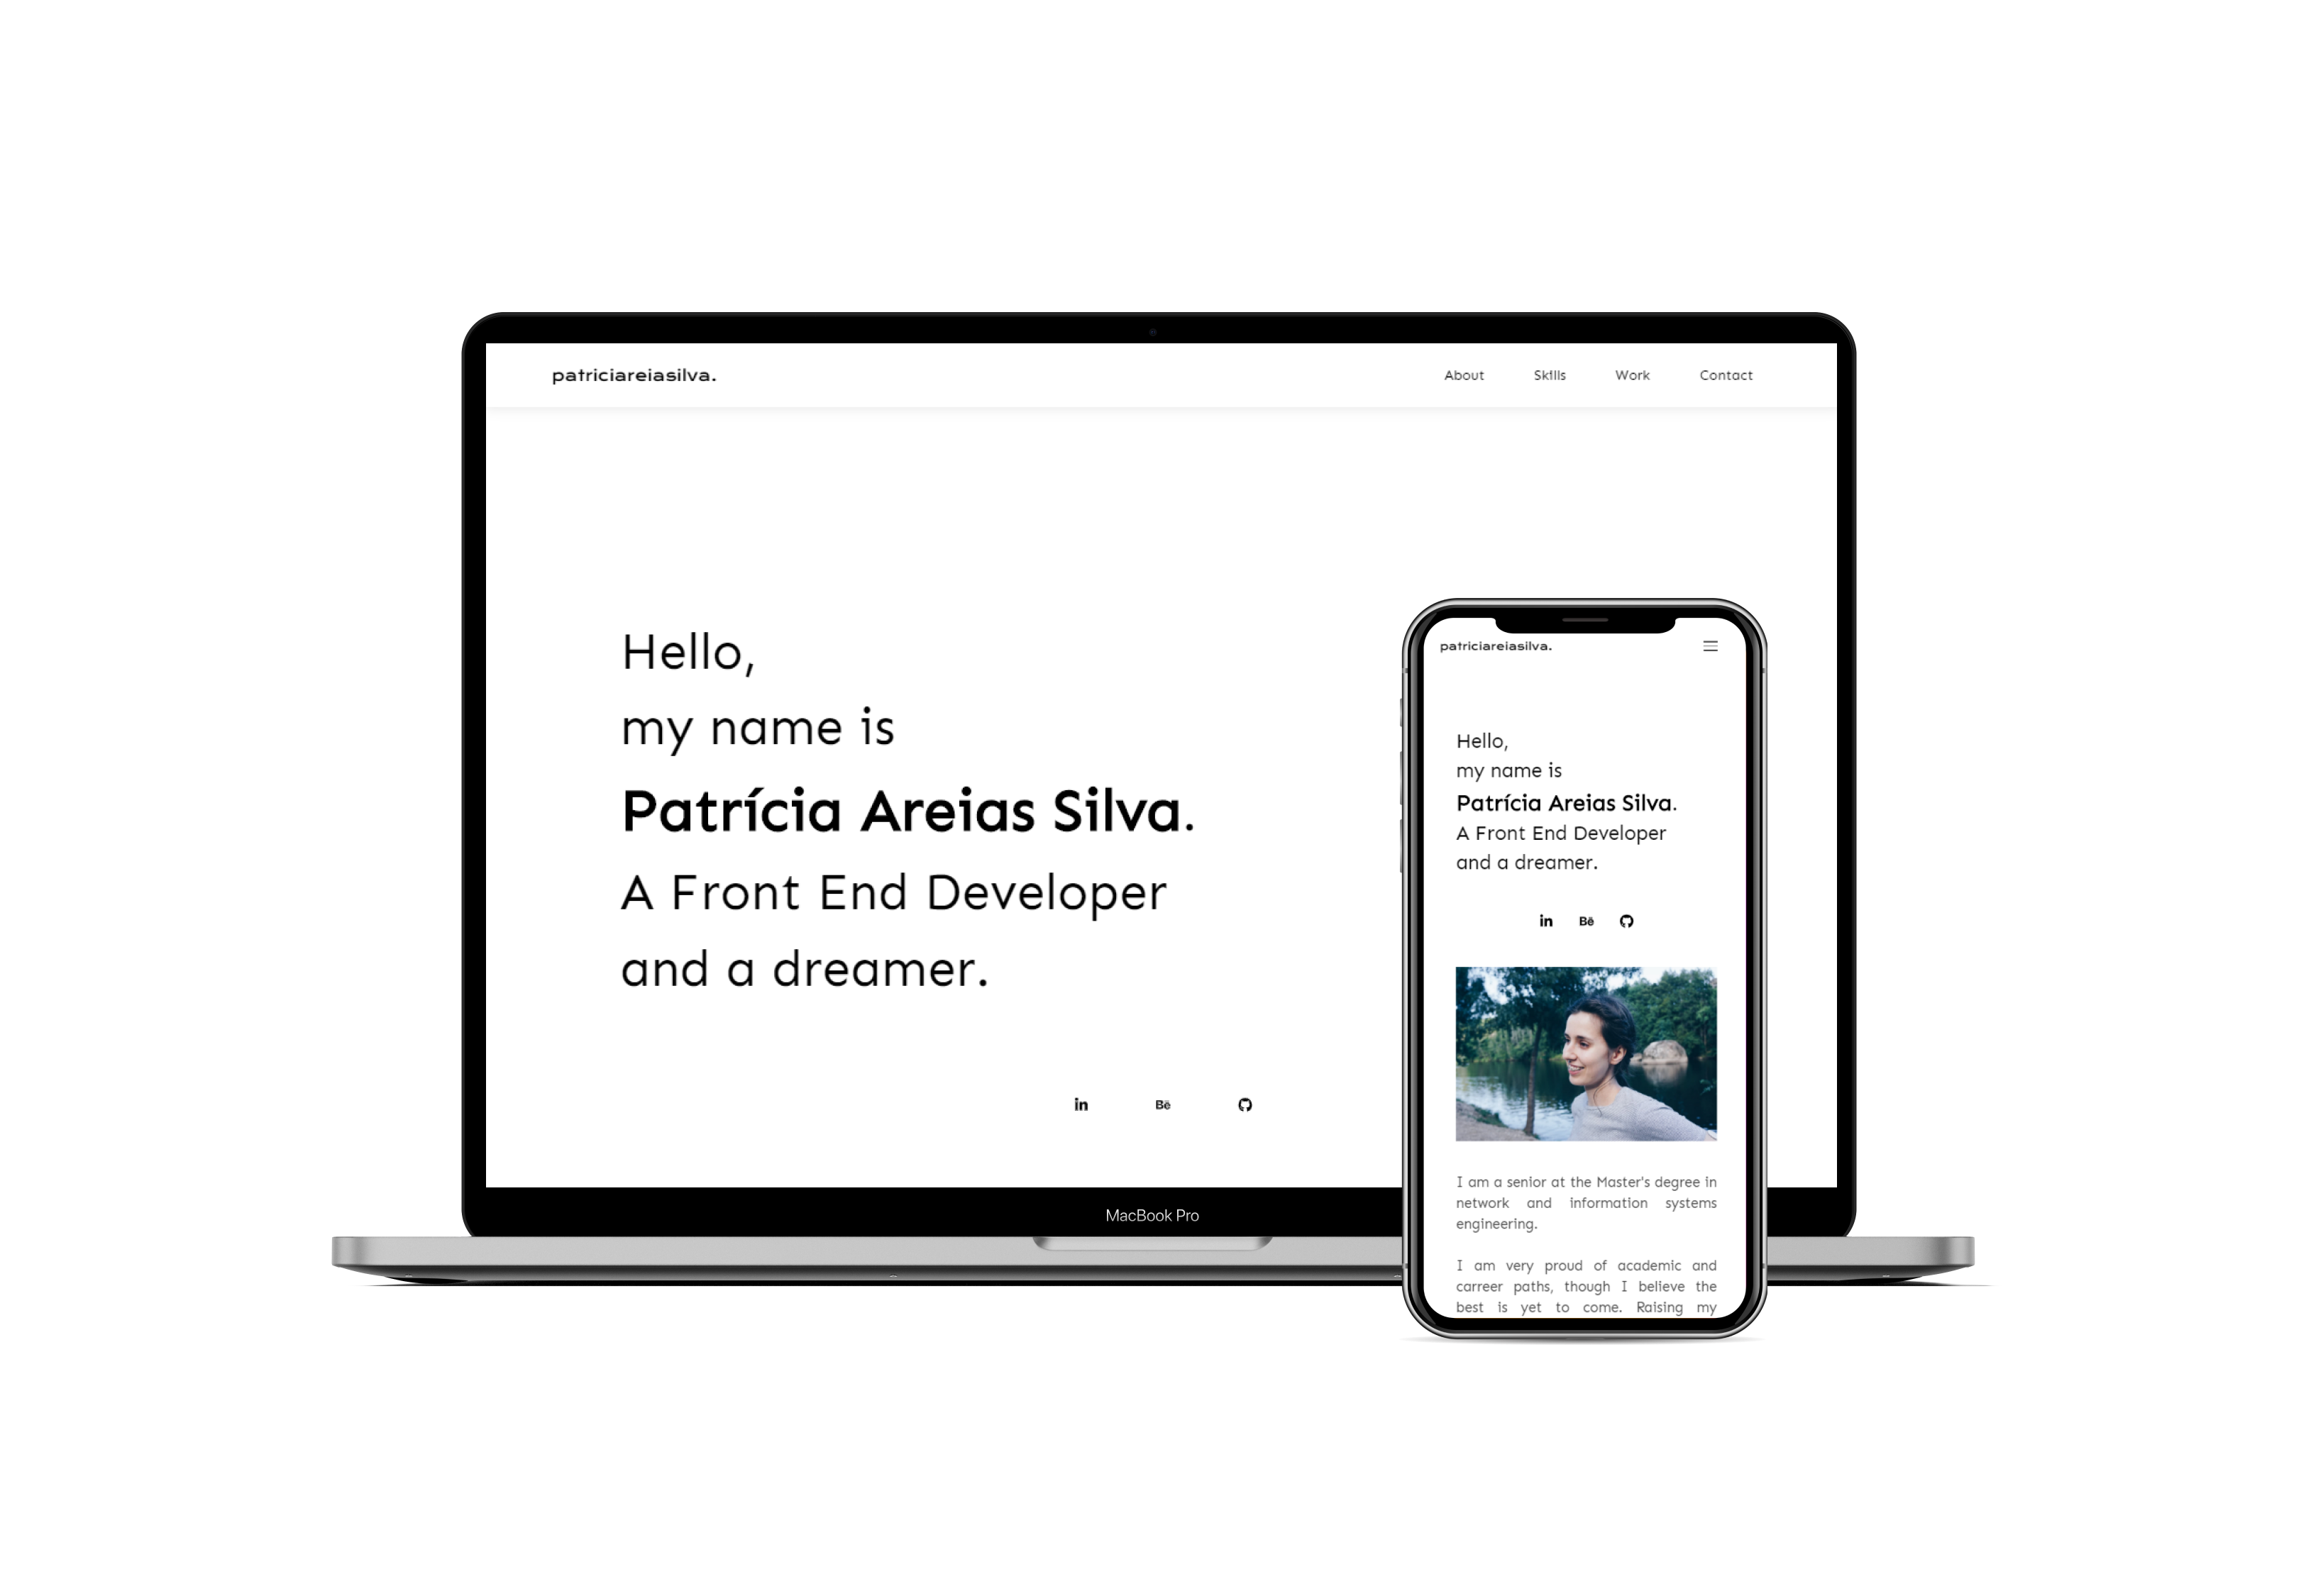 patriciareiasilva.
About Skills Work Contact
Hello,
my name is
Patrícia Areias Silva.
A Front End Developer
and a dreamer.
in Bē
MacBook Pro
patriciareiasilva.
Hello,
my name is
Patrícia Areias Silva.
A Front End Developer
and a dreamer.
in Bē
I am a senior at the Master's degree in
network and information systems
engineering.
I am very proud of academic and
carreer paths, though I believe the
best is yet to come. Raising my